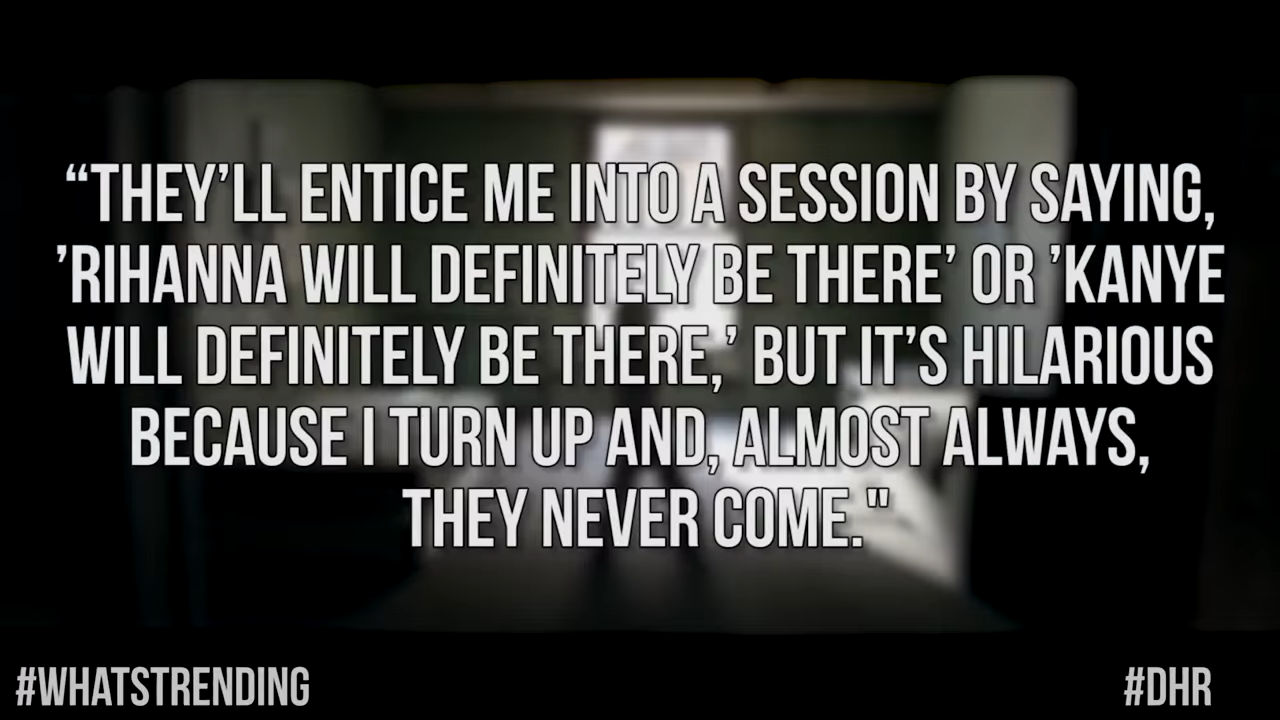 “THEY’LL ENTICE ME INTO A SESSION BY SAYING,
’RIHANNA WILL DEFINITELY BE THERE’ OR ’KANYE
WILL DEFINITELY BE THERE,’ BUT IT’S HILARIOUS
BECAUSE I TURN UP AND, ALMOST ALWAYS,
THEY NEVER COME."
#WHATSTRENDING
#DHR